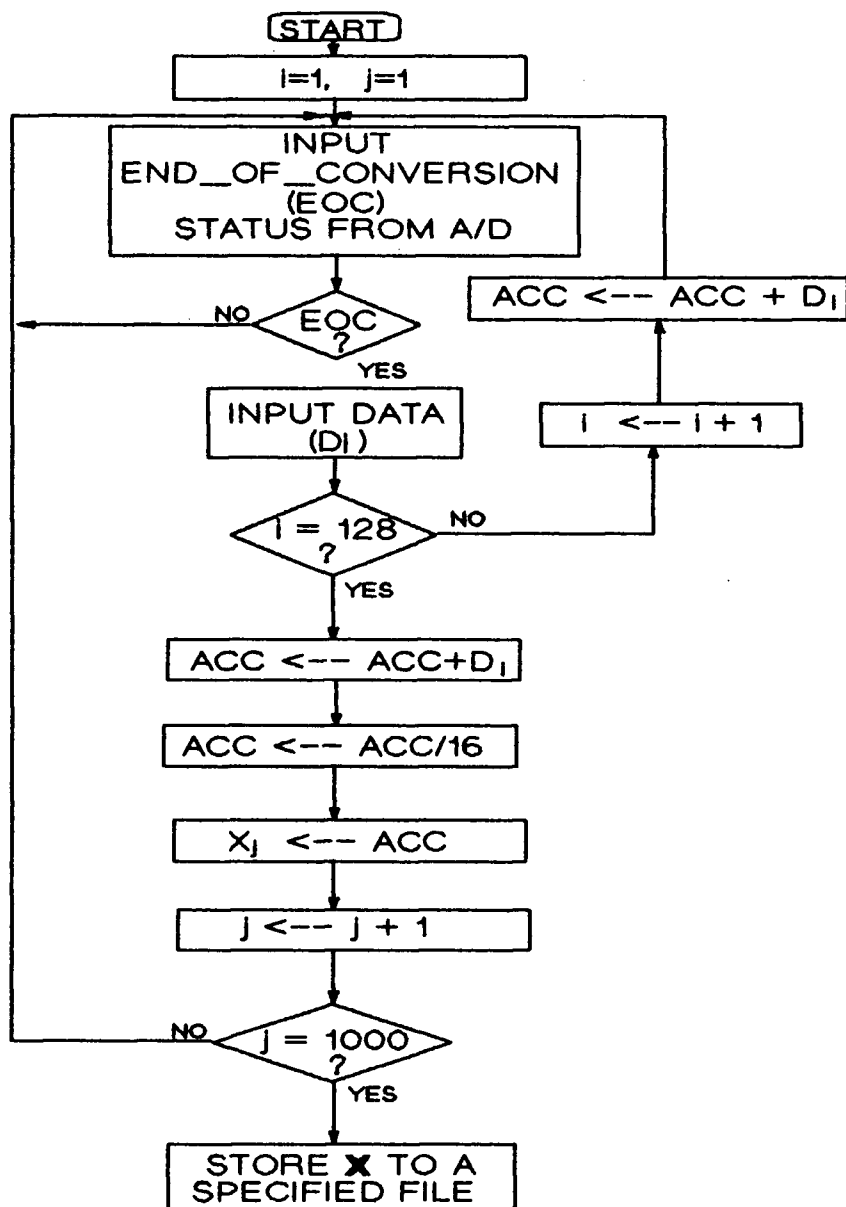 START
i=1, j=1
INPUT
END_OF_CONVERSION
(EOC)
STATUS FROM A/D
ACC <-- ACC + Di
NO
EOC
?
YES
INPUT DATA
(Di)
i <-- i + 1
i = 128
?
NO
YES
ACC <-- ACC+Di
ACC <-- ACC/16
Xj <-- ACC
j <-- j + 1
NO
j = 1000
?
YES
STORE X TO A
SPECIFIED FILE